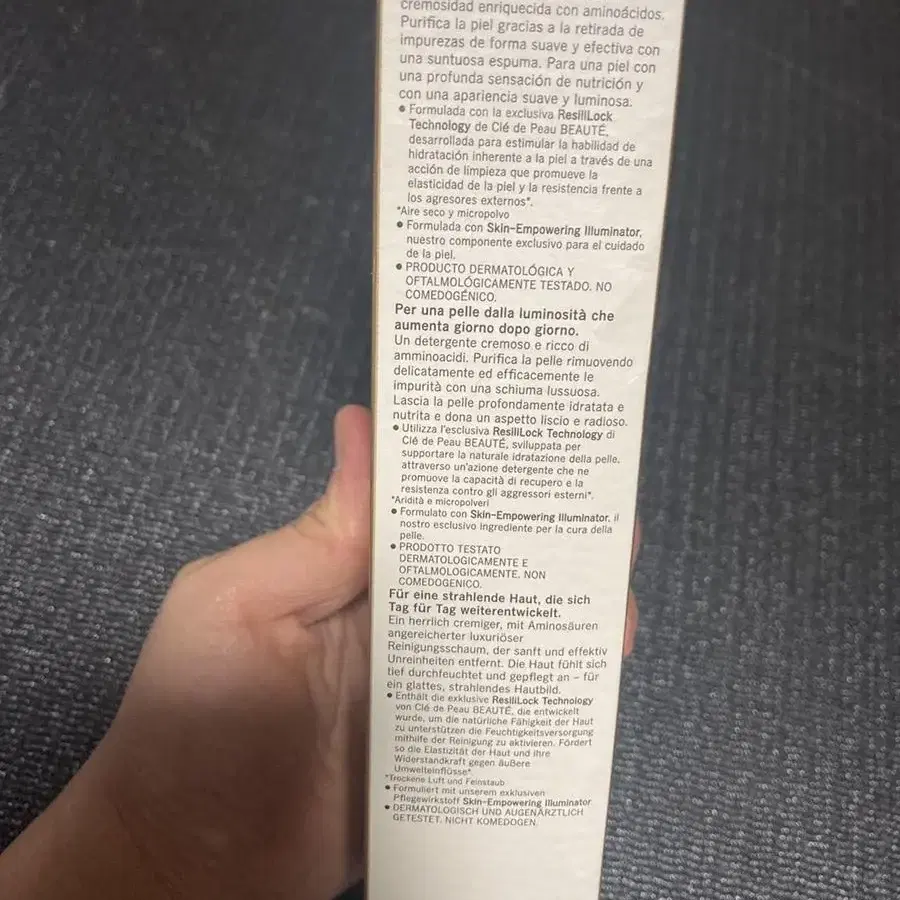 cremosidad enriquecida con aminoácidos.
Purifica la piel gracias a la retirada de
impurezas de forma suave y efectiva con
una suntuosa espuma. Para una piel con
una profunda sensación de nutrición y
con una apariencia suave y luminosa.
● Formulada con la exclusiva ResiliLock
Technology de Clé de Peau BEAUTÉ,
desarrollada para estimular la habilidad de
hidratación inherente a la piel a través de una
acción de limpieza que promueve la
elasticidad de la piel y la resistencia frente a
los agresores externos*.
*Aire seco y micropolvo
● Formulada con Skin-Empowering Illuminator,
nuestro componente exclusivo para el cuidado
de la piel.
● PRODUCTO DERMATOLÓGICA Y
OFTALMOLÓGICAMENTE TESTADO. NO
COMEDOGÉNICO.
Per una pelle dalla luminosità che
aumenta giorno dopo giorno.
Un detergente cremoso e ricco di
amminoacidi. Purifica la pelle rimuovendo
delicatamente ed efficacemente le
impurità con una schiuma lussuosa.
Lascia la pelle profondamente idratata e
nutrita e dona un aspetto liscio e radioso.
● Utilizza l'esclusiva ResiliLock Technology di
Clé de Peau BEAUTÉ, sviluppata per
supportare la naturale idratazione della pelle,
attraverso un'azione detergente che ne
promuove la capacità di recupero e la
resistenza contro gli aggressori esterni*.
*Aridità e micropolveri
● Formulato con Skin-Empowering Illuminator, il
nostro esclusivo ingrediente per la cura della
pelle.
● PRODOTTO TESTATO
DERMATOLOGICAMENTE E
OFTALMOLOGICAMENTE. NON
COMEDOGENICO.
Für eine strahlende Haut, die sich
Tag für Tag weiterentwickelt.
Ein herrlich cremiger, mit Aminosäuren
angereicherter luxuriöser
Reinigungsschaum, der sanft und effektiv
Unreinheiten entfernt. Die Haut fühlt sich
tief durchfeuchtet und gepflegt an – für
ein glattes, strahlendes Hautbild.
● Enthält die exklusive ResiliLock Technology
von Clé de Peau BEAUTÉ, die entwickelt
wurde, um die natürliche Fähigkeit der Haut
zu unterstützen die Feuchtigkeitsversorgung
mithilfe der Reinigung zu aktivieren. Fördert
so die Elastizität der Haut und ihre
Widerstandkraft gegen äußere
Umwelteinflüsse*.
*Trockene Luft und Feinstaub
● Formuliert mit unserem exklusiven
Pflegewirkstoff Skin-Empowering Illuminator
● DERMATOLOGISCH UND AUGENÄRZTLICH
GETESTET. NICHT KOMEDOGEN.